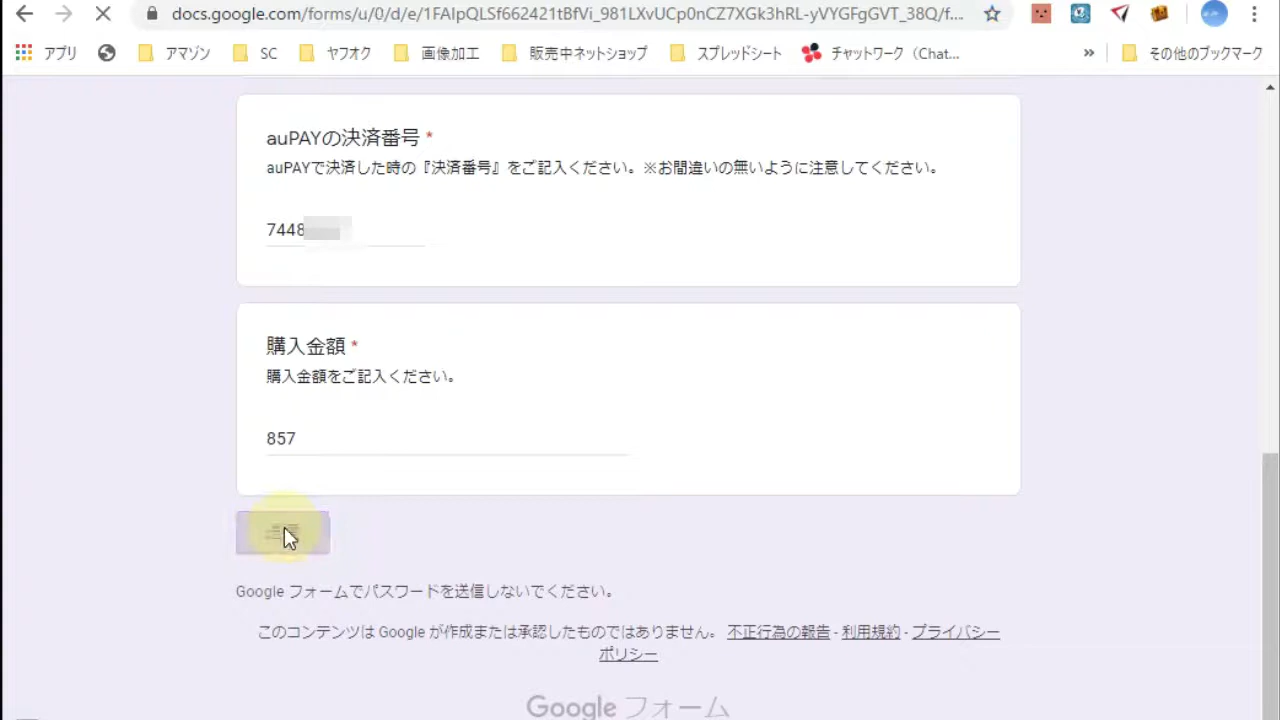 docs.google.com/forms/u/0/d/e/1FAIpQLSf662421tBfVi_981LXvUCp0nCZ7XGk3hRL-yVYGFgGVT_38Q/f...
アプリ アマゾン SC ヤフオク 画像加工 販売中ネットショップ スプレッドシート チャットワーク（Chat... » その他のブックマーク
auPAYの決済番号 *
auPAYで決済した時の『決済番号』をご記入ください。※お間違いの無いように注意してください。
7448
購入金額 *
購入金額をご記入ください。
857
Google フォームでパスワードを送信しないでください。
このコンテンツは Google が作成または承認したものではありません。 不正行為の報告 - 利用規約 - プライバシー
ポリシー
Google フォーム